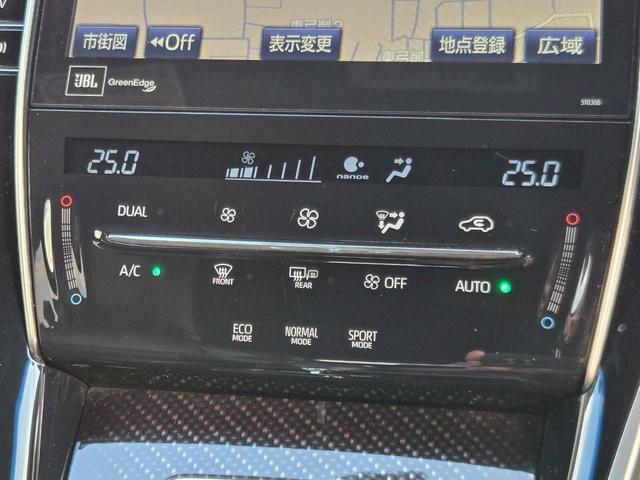 市街図 Off 表示変更 地点登録 広域
JBL GreenEdge
510306
25.0 nanoe 25.0
DUAL
A/C FRONT REAR OFF AUTO
ECO MODE NORMAL MODE SPORT MODE